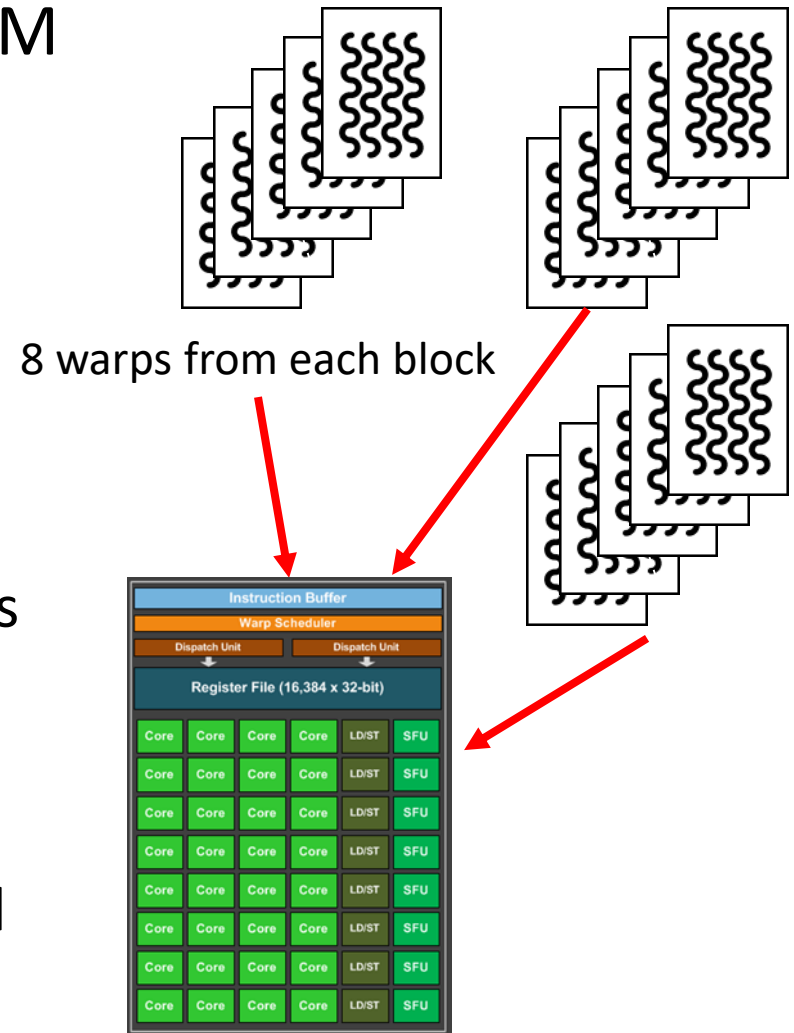 M
8 warps from each block
s
Instruction Buffer
Warp Scheduler
Dispatch Unit Dispatch Unit
Register File (16,384 x 32-bit)
Core Core Core Core LD/ST SFU
Core Core Core Core LD/ST SFU
Core Core Core Core LD/ST SFU
Core Core Core Core LD/ST SFU
Core Core Core Core LD/ST SFU
Core Core Core Core LD/ST SFU
Core Core Core Core LD/ST SFU
Core Core Core Core LD/ST SFU